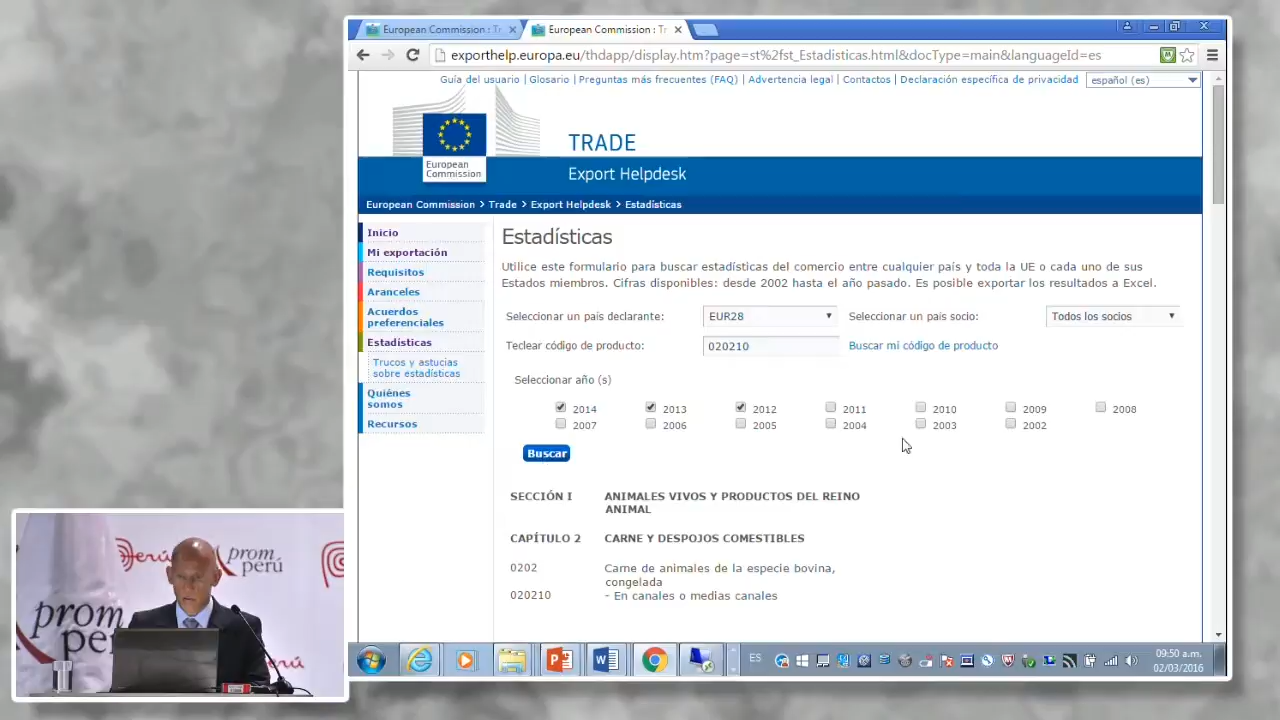 European Commission : Tr
European Commission : Tr
exporthelp.europa.eu/thdapp/display.htm?page=st%2fst_Estadisticas.html&docType=main&languageId=es
Guía del usuario | Glosario | Preguntas más frecuentes (FAQ) | Advertencia legal | Contactos | Declaración específica de privacidad
español (es)
European
Commission
TRADE
Export Helpdesk
European Commission > Trade > Export Helpdesk > Estadísticas
Inicio
Mi exportación
Requisitos
Aranceles
Acuerdos
preferenciales
Estadísticas
Trucos y astucias
sobre estadísticas
Quiénes
somos
Recursos
Estadísticas
Utilice este formulario para buscar estadísticas del comercio entre cualquier país y toda la UE o cada uno de sus
Estados miembros. Cifras disponibles: desde 2002 hasta el año pasado. Es posible exportar los resultados a Excel.
Seleccionar un país declarante: EUR28 Seleccionar un país socio: Todos los socios
Teclear código de producto: 020210 Buscar mi código de producto
Seleccionar año (s)
2014 2013 2012 2011 2010 2009 2008
2007 2006 2005 2004 2003 2002
Buscar
SECCIÓN I ANIMALES VIVOS Y PRODUCTOS DEL REINO
ANIMAL
CAPÍTULO 2 CARNE Y DESPOJOS COMESTIBLES
0202 Carne de animales de la especie bovina,
congelada
020210 - En canales o medias canales
ES
09:50 a.m.
02/03/2016
Perú
prom
perú
prom
pe
rú